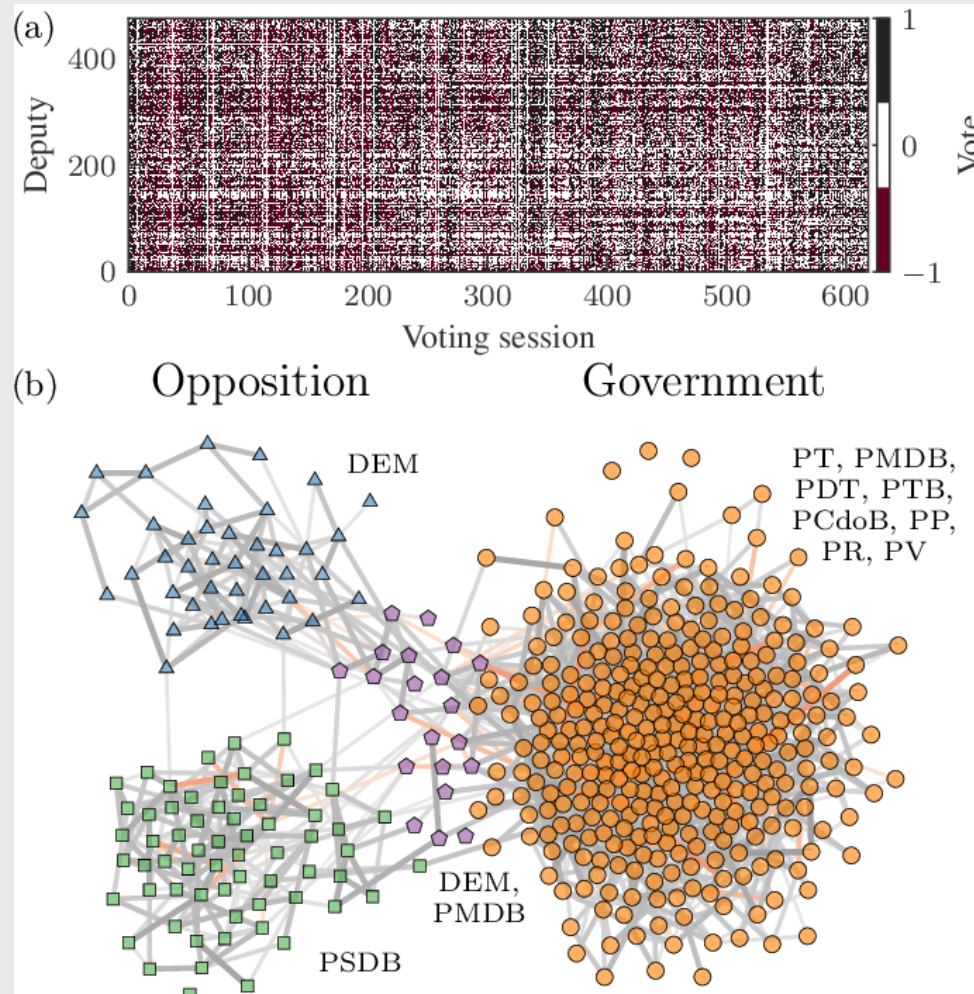 (a)
400
200
0
Deputy
0 100 200 300 400 500 600
Voting session
1
0
−1
Vote
(b)
Opposition
Government
DEM
PT, PMDB,
PDT, PTB,
PCdoB, PP,
PR, PV
DEM,
PMDB
PSDB